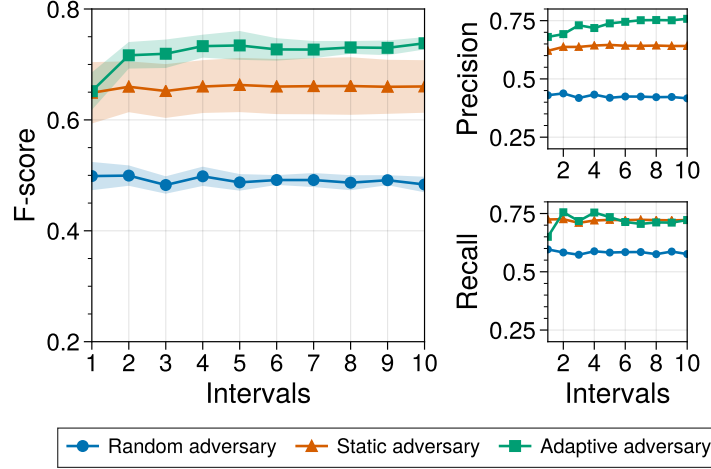 F-score
0.8
0.6
0.4
0.2
1 2 3 4 5 6 7 8 9 10
Intervals
Precision
0.75
0.5
0.25
2 4 6 8 10
Recall
0.75
0.5
0.25
2 4 6 8 10
Intervals
Random adversary Static adversary Adaptive adversary